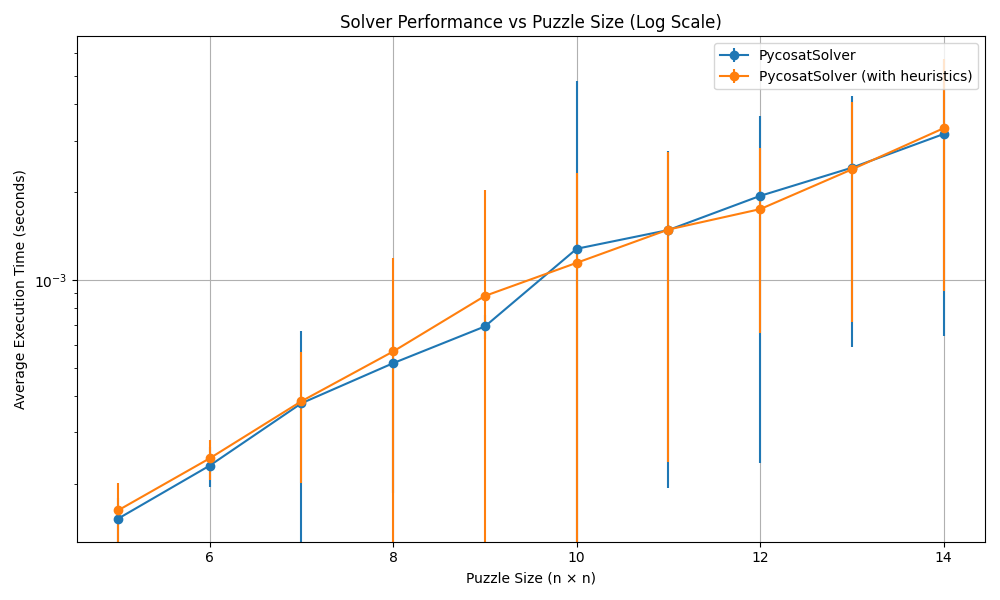 Solver Performance vs Puzzle Size (Log Scale)
PycosatSolver
PycosatSolver (with heuristics)
Average Execution Time (seconds)
10⁻³
6 8 10 12 14
Puzzle Size (n × n)